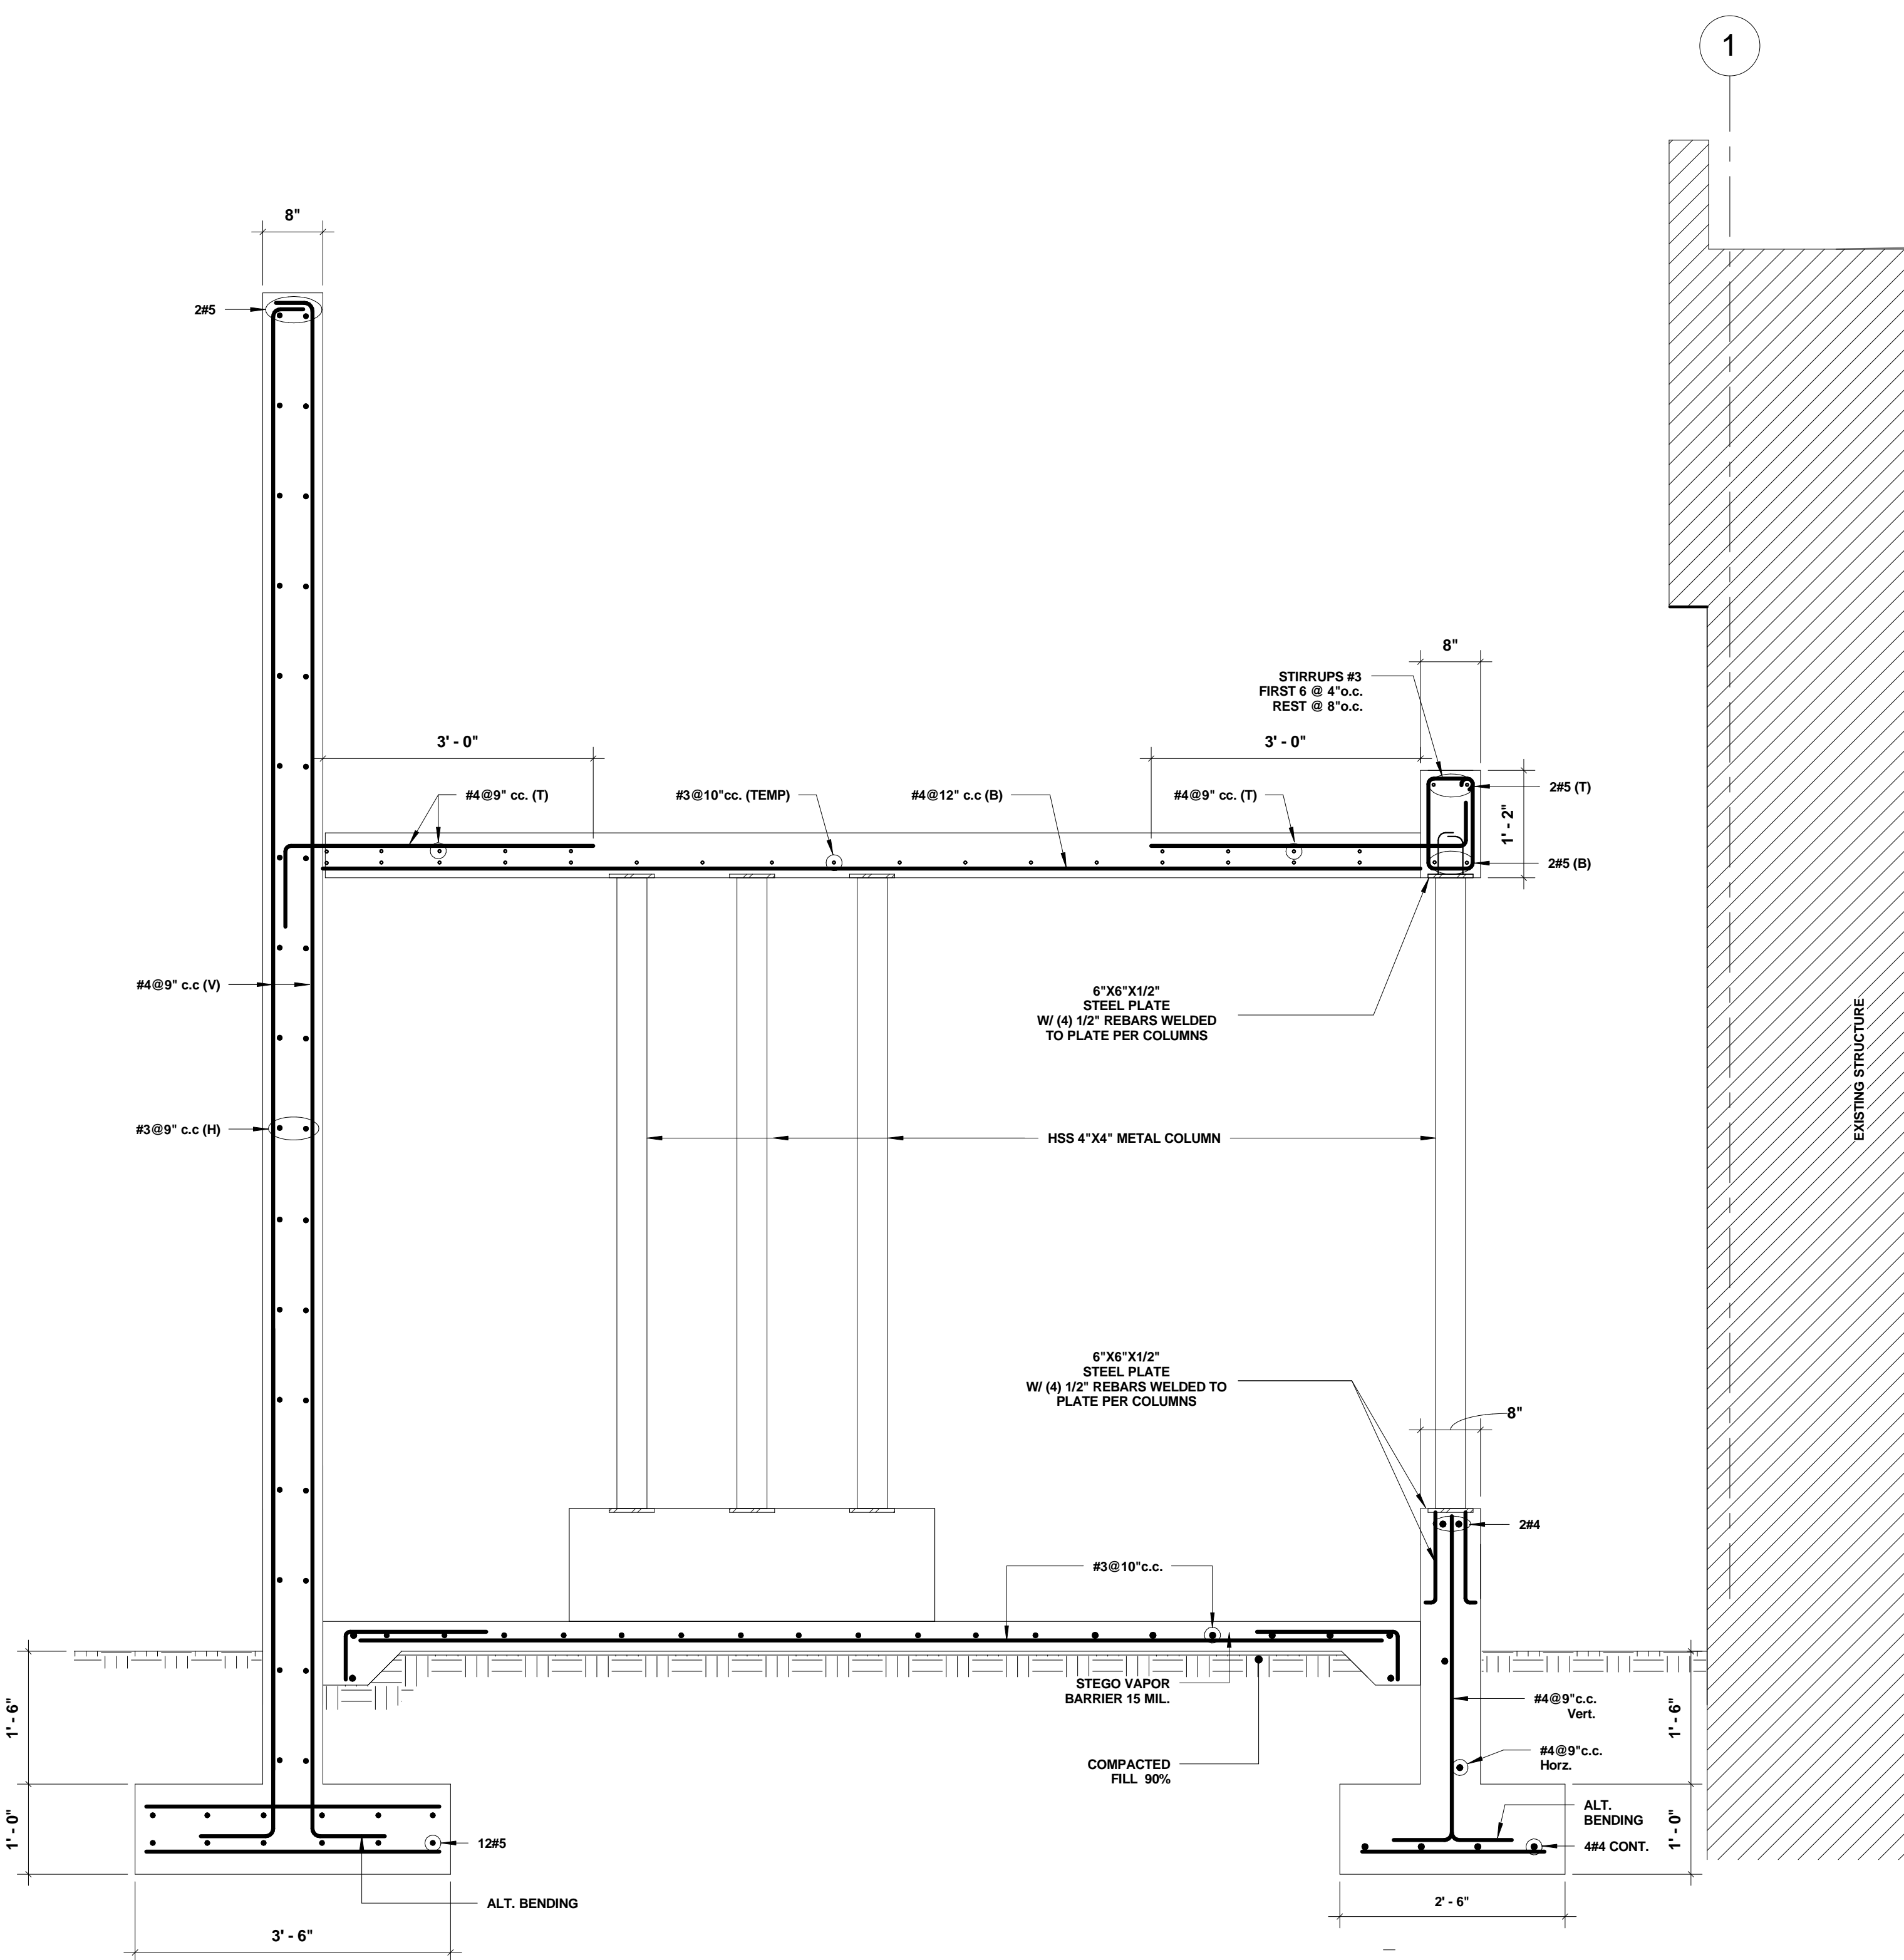 1
8"
2#5
8"
STIRRUPS #3
FIRST 6 @ 4"o.c.
REST @ 8"o.c.
3' - 0"
3' - 0"
#4@9" cc. (T)
#3@10"cc. (TEMP)
#4@12" c.c (B)
#4@9" cc. (T)
2#5 (T)
1' - 2"
2#5 (B)
#4@9" c.c (V)
6"X6"X1/2"
STEEL PLATE
W/ (4) 1/2" REBARS WELDED
TO PLATE PER COLUMNS
EXISTING STRUCTURE
#3@9" c.c (H)
HSS 4"X4" METAL COLUMN
6"X6"X1/2"
STEEL PLATE
W/ (4) 1/2" REBARS WELDED TO
PLATE PER COLUMNS
8"
2#4
#3@10"c.c.
STEGO VAPOR
BARRIER 15 MIL.
#4@9"c.c.
Vert.
1' - 6"
1' - 6"
COMPACTED
FILL 90%
#4@9"c.c.
Horz.
1' - 0"
12#5
ALT.
BENDING
4#4 CONT.
1' - 0"
ALT. BENDING
2' - 6"
3' - 6"